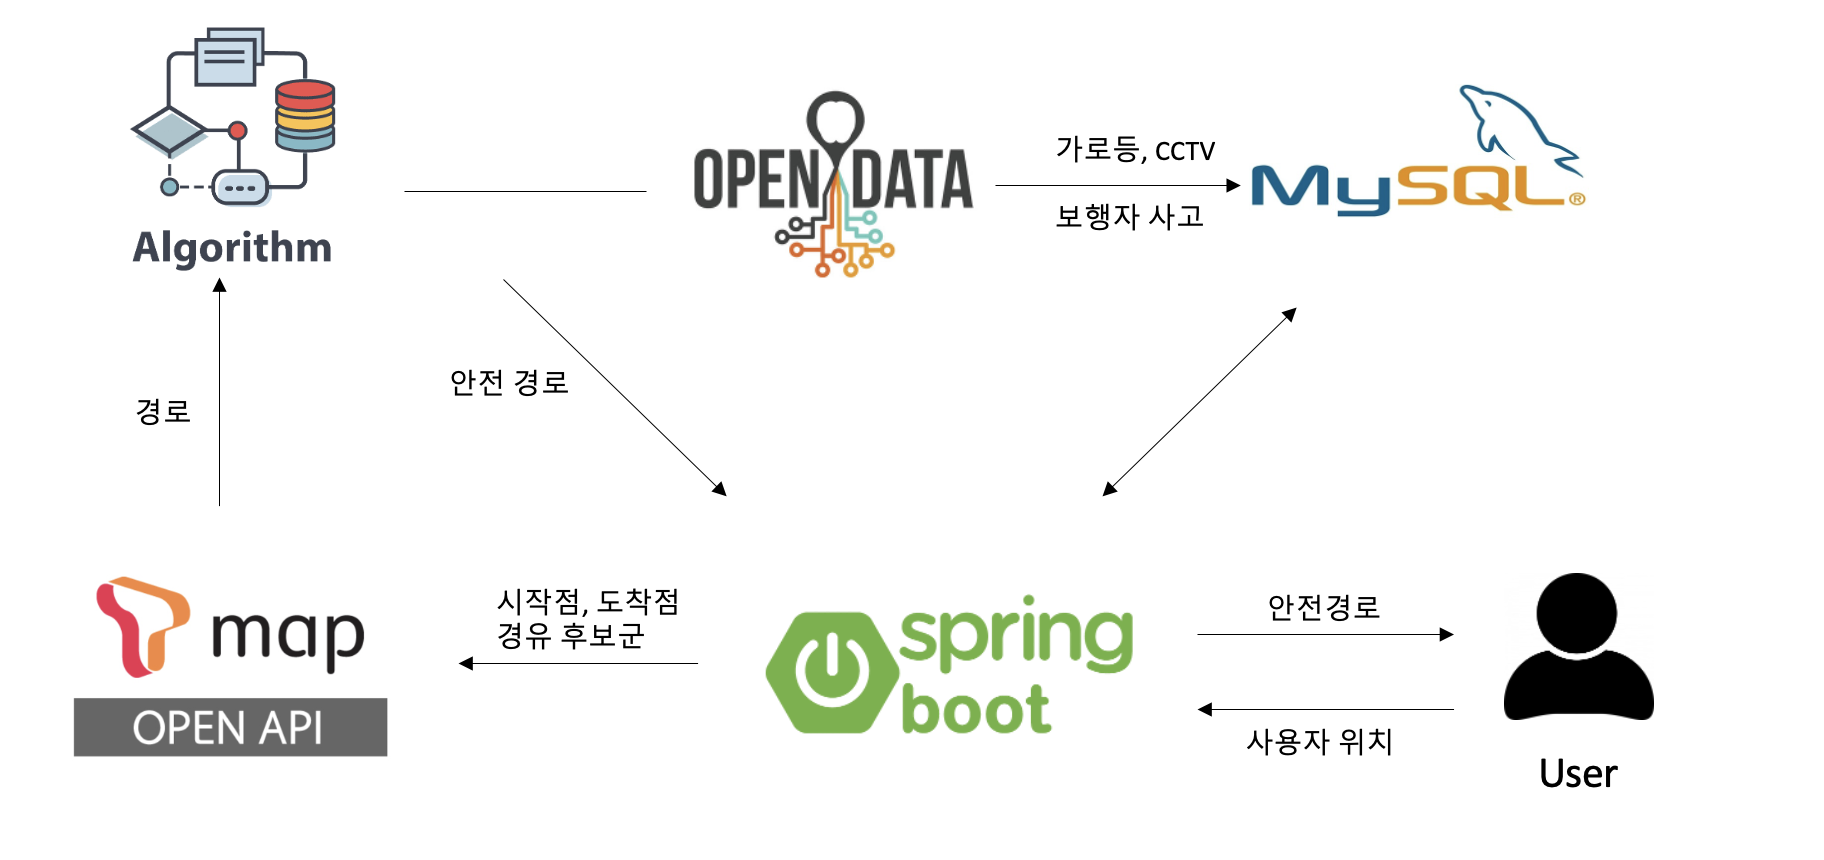 Algorithm
OPEN DATA
가로등, CCTV
보행자 사고
MySQL®
경로
안전 경로
map
OPEN API
시작점, 도착점
경유 후보군
spring
boot
안전경로
사용자 위치
User